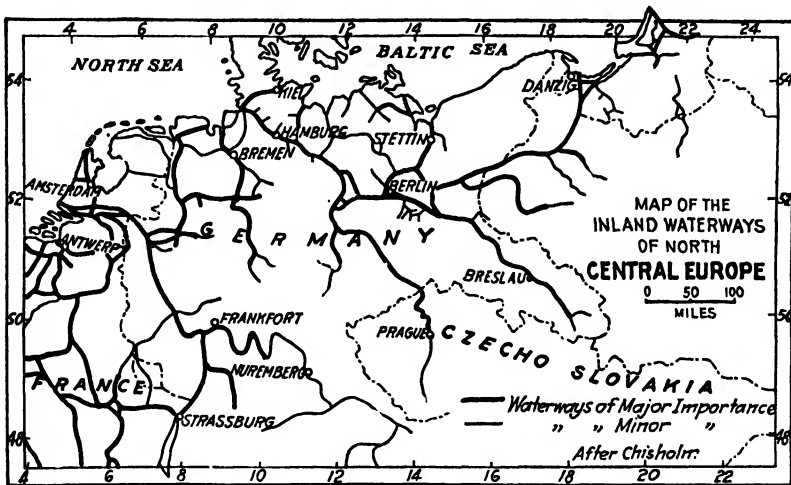 4 6 8 10 12 14 16 18 20 22 24
NORTH SEA
BALTIC SEA
54
54
KIEL
DANZIG
HAMBURG
STETTIN
BREMEN
AMSTERDAM
52
BERLIN
52
ANTWERP
GERMANY
MAP OF THE
INLAND WATERWAYS
OF NORTH
CENTRAL EUROPE
0 50 100
MILES
BRESLAU
50
50
FRANKFORT
PRAGUE
CZECHO SLOVAKIA
NUREMBERG
FRANCE
Waterways of Major Importance
" " Minor "
STRASSBURG
48
48
After Chisholm.
4 6 8 10 12 14 16 18 20 22